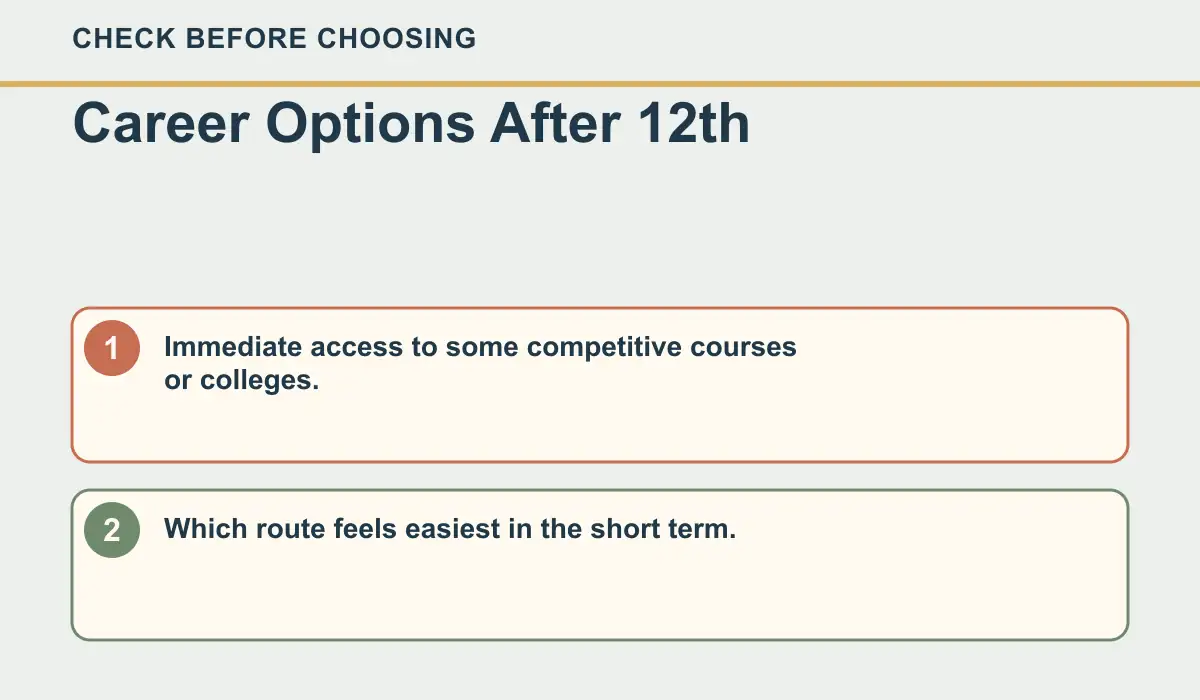 CHECK BEFORE CHOOSING
Career Options After 12th
1
Immediate access to some competitive courses
or colleges.
2
Which route feels easiest in the short term.